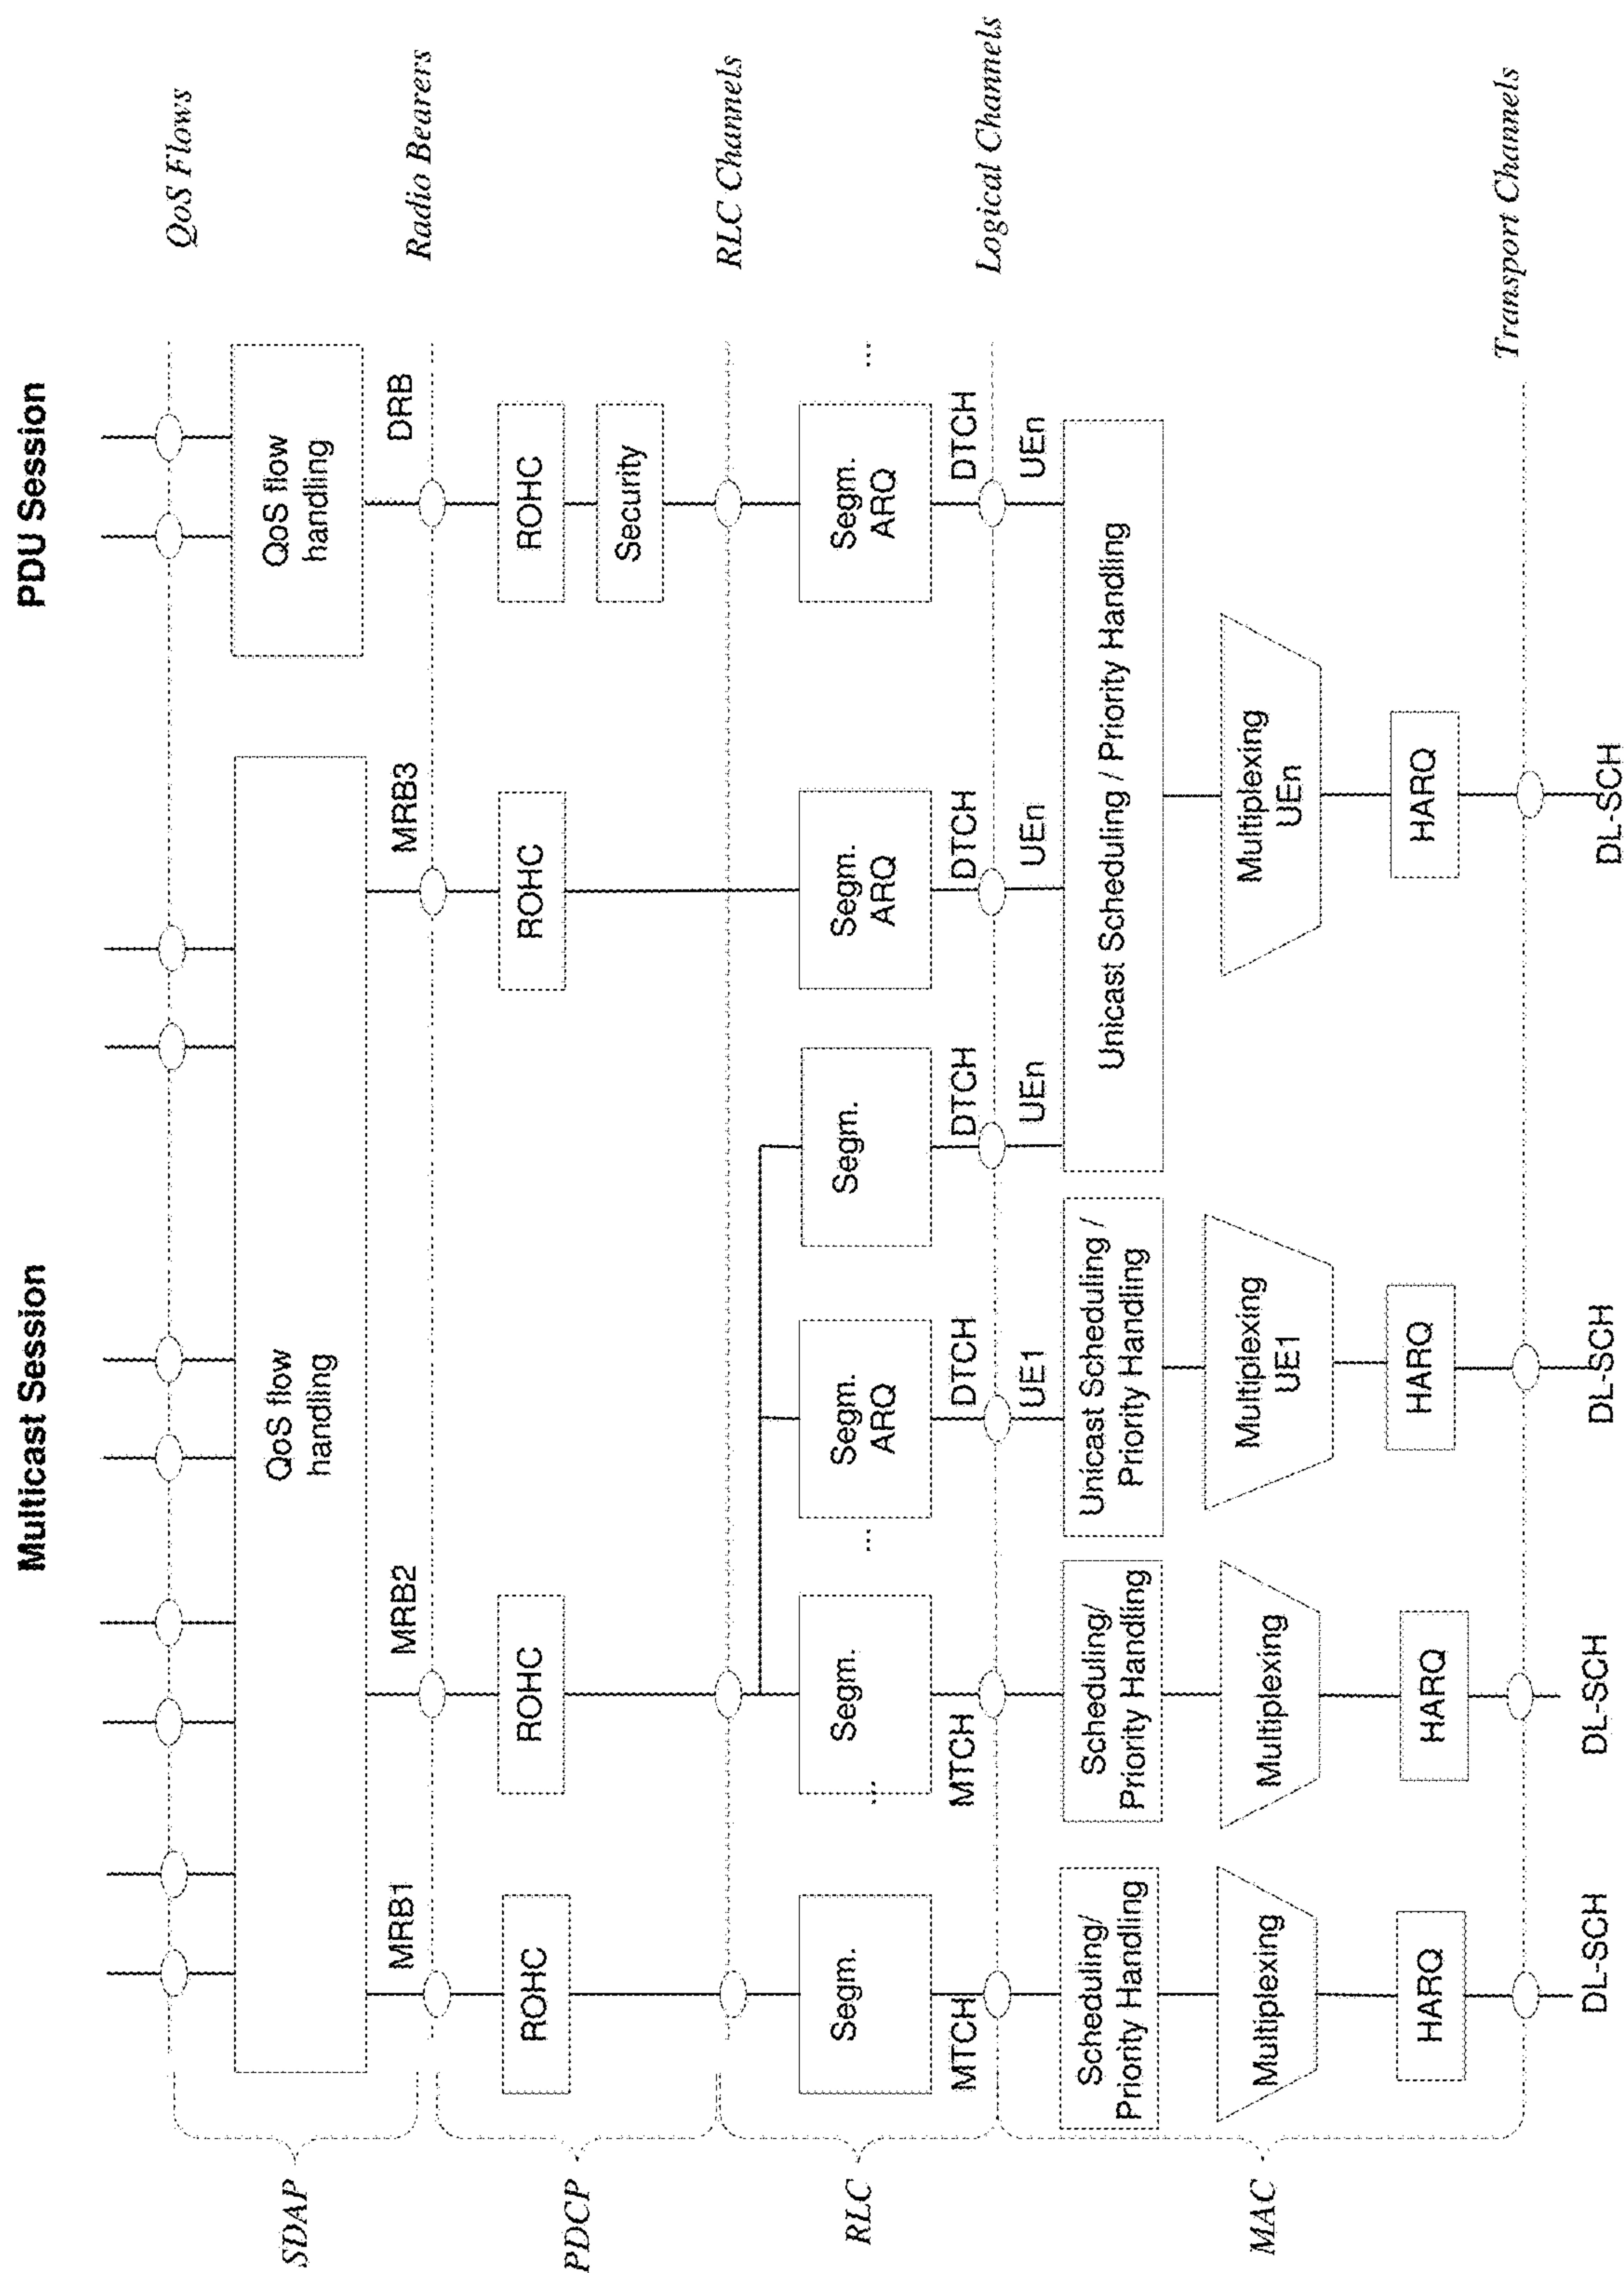 Multicast Session
PDU Session
QoS Flows
SDAP
QoS flow
handling
QoS flow
handling
MRB1
MRB2
MRB3
DRB
Radio Bearers
PDCP
ROHC
ROHC
ROHC
ROHC
Security
RLC Channels
RLC
Segm.
...
Segm.
...
Segm.
ARQ
Segm.
Segm.
ARQ
Segm.
ARQ
...
MTCH
MTCH
DTCH
DTCH
DTCH
DTCH
Logical Channels
UE1
UEn
UEn
UEn
MAC
Scheduling/
Priority Handling
Scheduling/
Priority Handling
Unicast Scheduling /
Priority Handling
Unicast Scheduling / Priority Handling
Multiplexing
Multiplexing
Multiplexing
UE1
Multiplexing
UEn
HARQ
HARQ
HARQ
HARQ
Transport Channels
DL-SCH
DL-SCH
DL-SCH
DL-SCH